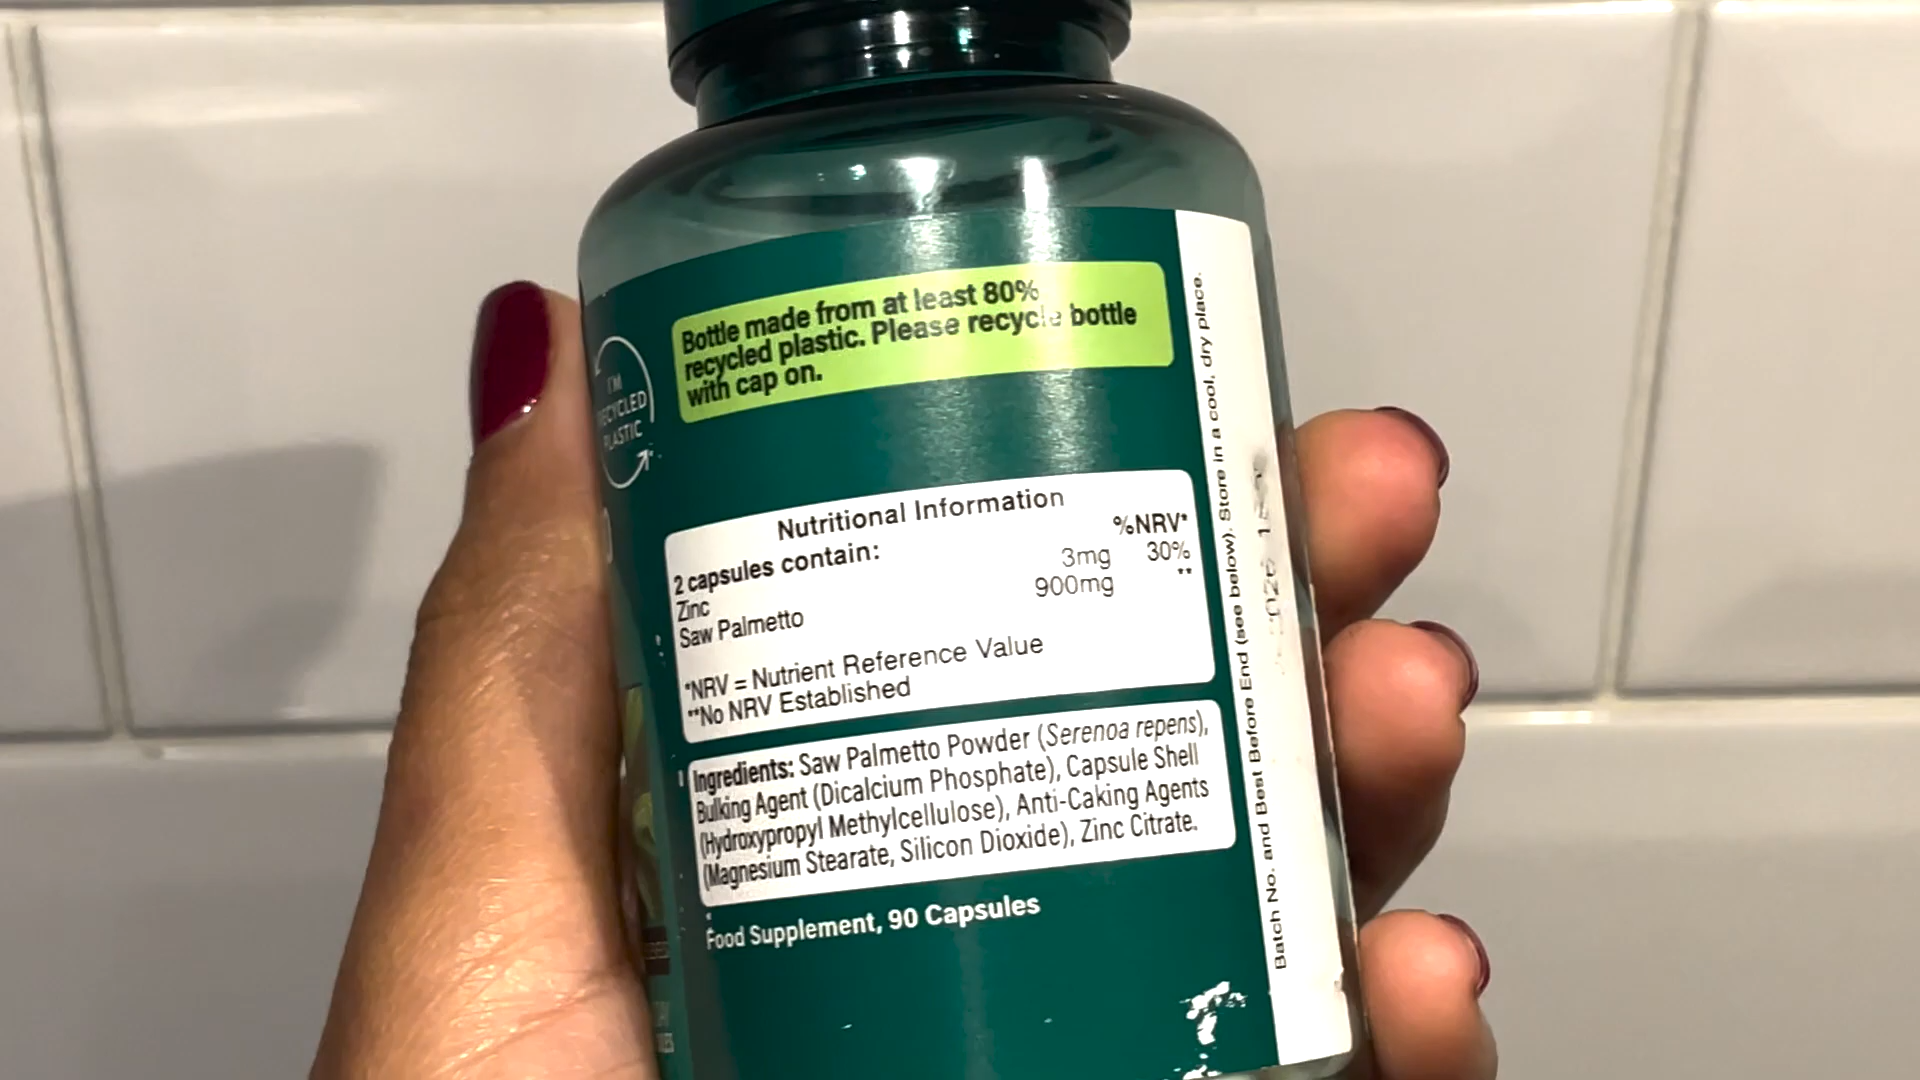 Bottle made from at least 80%
recycled plastic. Please recycle bottle
with cap on.
I'M
RECYCLED
PLASTIC
Nutritional Information
%NRV*
2 capsules contain:
Zinc 3mg 30%
Saw Palmetto 900mg **
*NRV = Nutrient Reference Value
**No NRV Established
Ingredients: Saw Palmetto Powder (Serenoa repens),
Bulking Agent (Dicalcium Phosphate), Capsule Shell
(Hydroxypropyl Methylcellulose), Anti-Caking Agents
(Magnesium Stearate, Silicon Dioxide), Zinc Citrate.
Food Supplement, 90 Capsules
Batch No. and Best Before End (see below). Store in a cool, dry place.